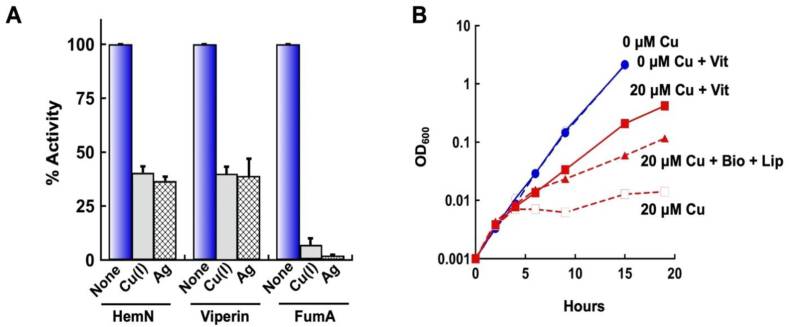 A
% Activity
100
75
50
25
0
None
Cu(I)
Ag
None
Cu(I)
Ag
None
Cu(I)
Ag
HemN
Viperin
FumA
B
OD600
10
1
0.1
0.01
0.001
0 µM Cu
0 µM Cu + Vit
20 µM Cu + Vit
20 µM Cu + Bio + Lip
20 µM Cu
0
5
10
15
20
Hours